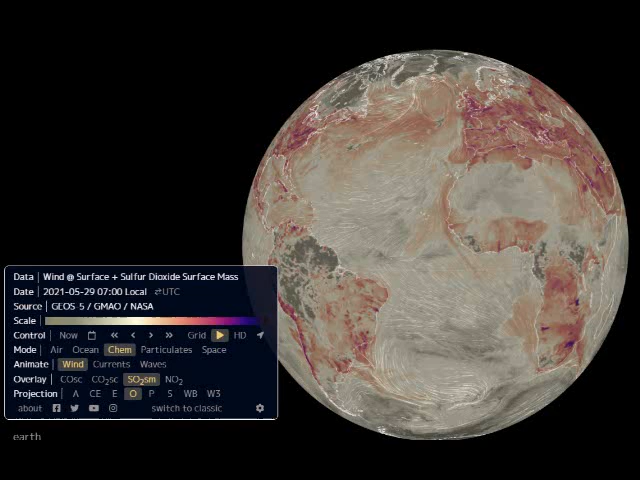 Data | Wind @ Surface + Sulfur Dioxide Surface Mass
Date | 2021-05-29 07:00 Local ⇄UTC
Source | GEOS-5 / GMAO / NASA
Scale |
Control | Now Grid HD
Mode | Air Ocean Chem Particulates Space
Animate | Wind Currents Waves
Overlay | COsc CO₂sc SO₂sm NO₂
Projection | A CE E O P S WB W3
about switch to classic
earth